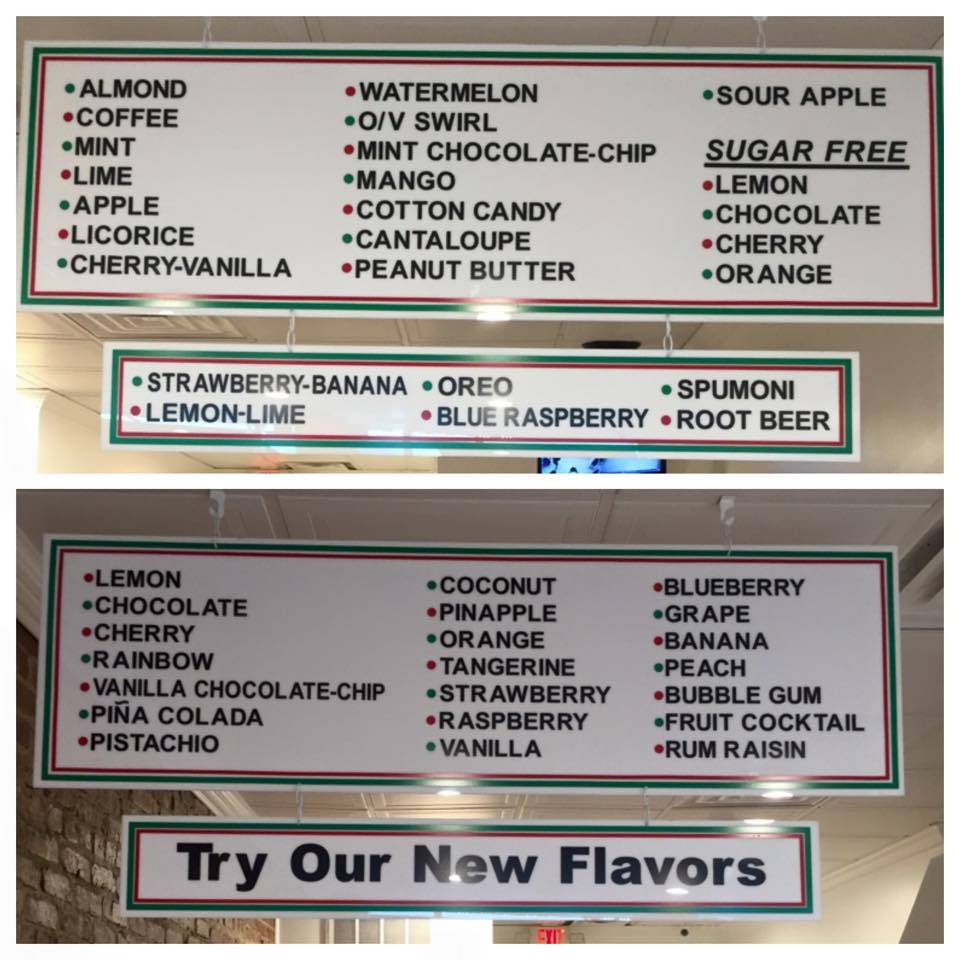 •ALMOND
•COFFEE
•MINT
•LIME
•APPLE
•LICORICE
•CHERRY-VANILLA
•WATERMELON
•O/V SWIRL
•MINT CHOCOLATE-CHIP
•MANGO
•COTTON CANDY
•CANTALOUPE
•PEANUT BUTTER
•SOUR APPLE
SUGAR FREE
•LEMON
•CHOCOLATE
•CHERRY
•ORANGE
•STRAWBERRY-BANANA
•LEMON-LIME
•OREO
•BLUE RASPBERRY
•SPUMONI
•ROOT BEER
•LEMON
•CHOCOLATE
•CHERRY
•RAINBOW
•VANILLA CHOCOLATE-CHIP
•PIÑA COLADA
•PISTACHIO
•COCONUT
•PINAPPLE
•ORANGE
•TANGERINE
•STRAWBERRY
•RASPBERRY
•VANILLA
•BLUEBERRY
•GRAPE
•BANANA
•PEACH
•BUBBLE GUM
•FRUIT COCKTAIL
•RUM RAISIN
Try Our New Flavors
EXIT